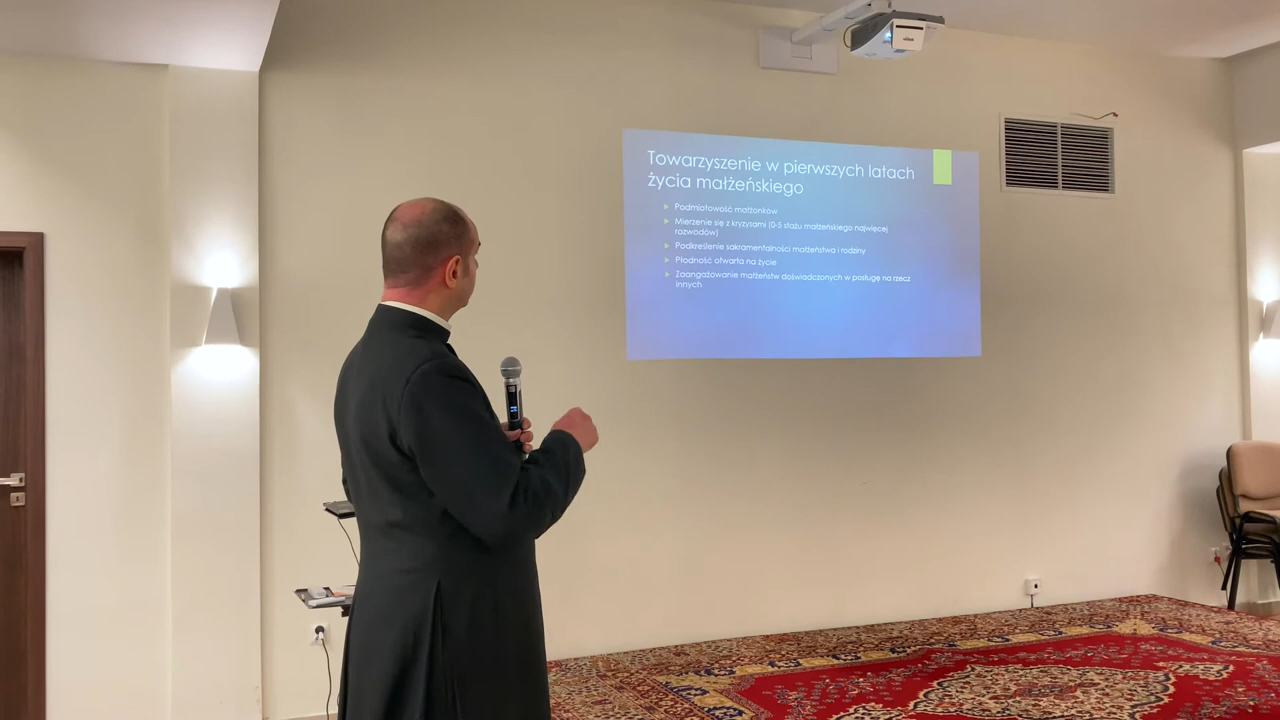 Towarzyszenie w pierwszych latach
życia małżeńskiego
Podmiotowość małżonków
Mierzenie się z kryzysami (0-5 stażu małżeńskiego najwięcej
rozwodów)
Podkreślenie sakramentalności małżeństwa i rodziny
Płodność otwarta na życie
Zaangażowanie małżeństw doświadczonych w posługę na rzecz
innych